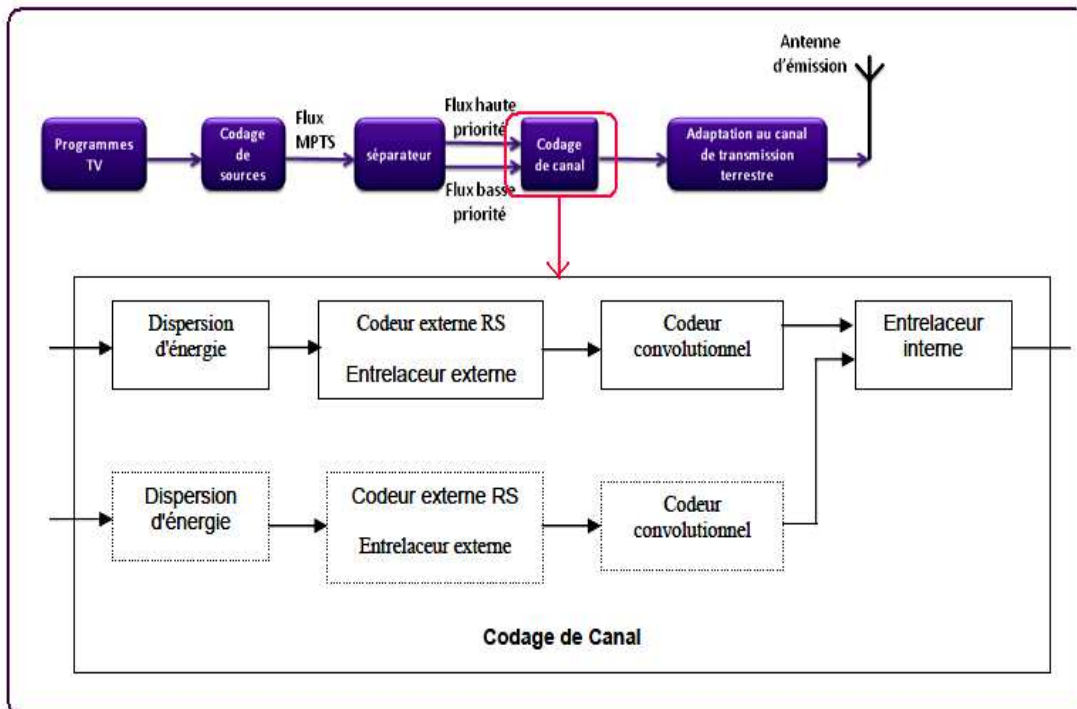 Antenne
d'émission
Programmes
TV
Codage
de
sources
Flux
MPTS
séparateur
Flux haute
priorité
Flux basse
priorité
Codage
de canal
Adaptation au canal
de transmission
terrestre
Dispersion
d'énergie
Codeur externe RS
Entrelaceur externe
Codeur
convolutionnel
Entrelaceur
interne
Dispersion
d'énergie
Codeur externe RS
Entrelaceur externe
Codeur
convolutionnel
Codage de Canal